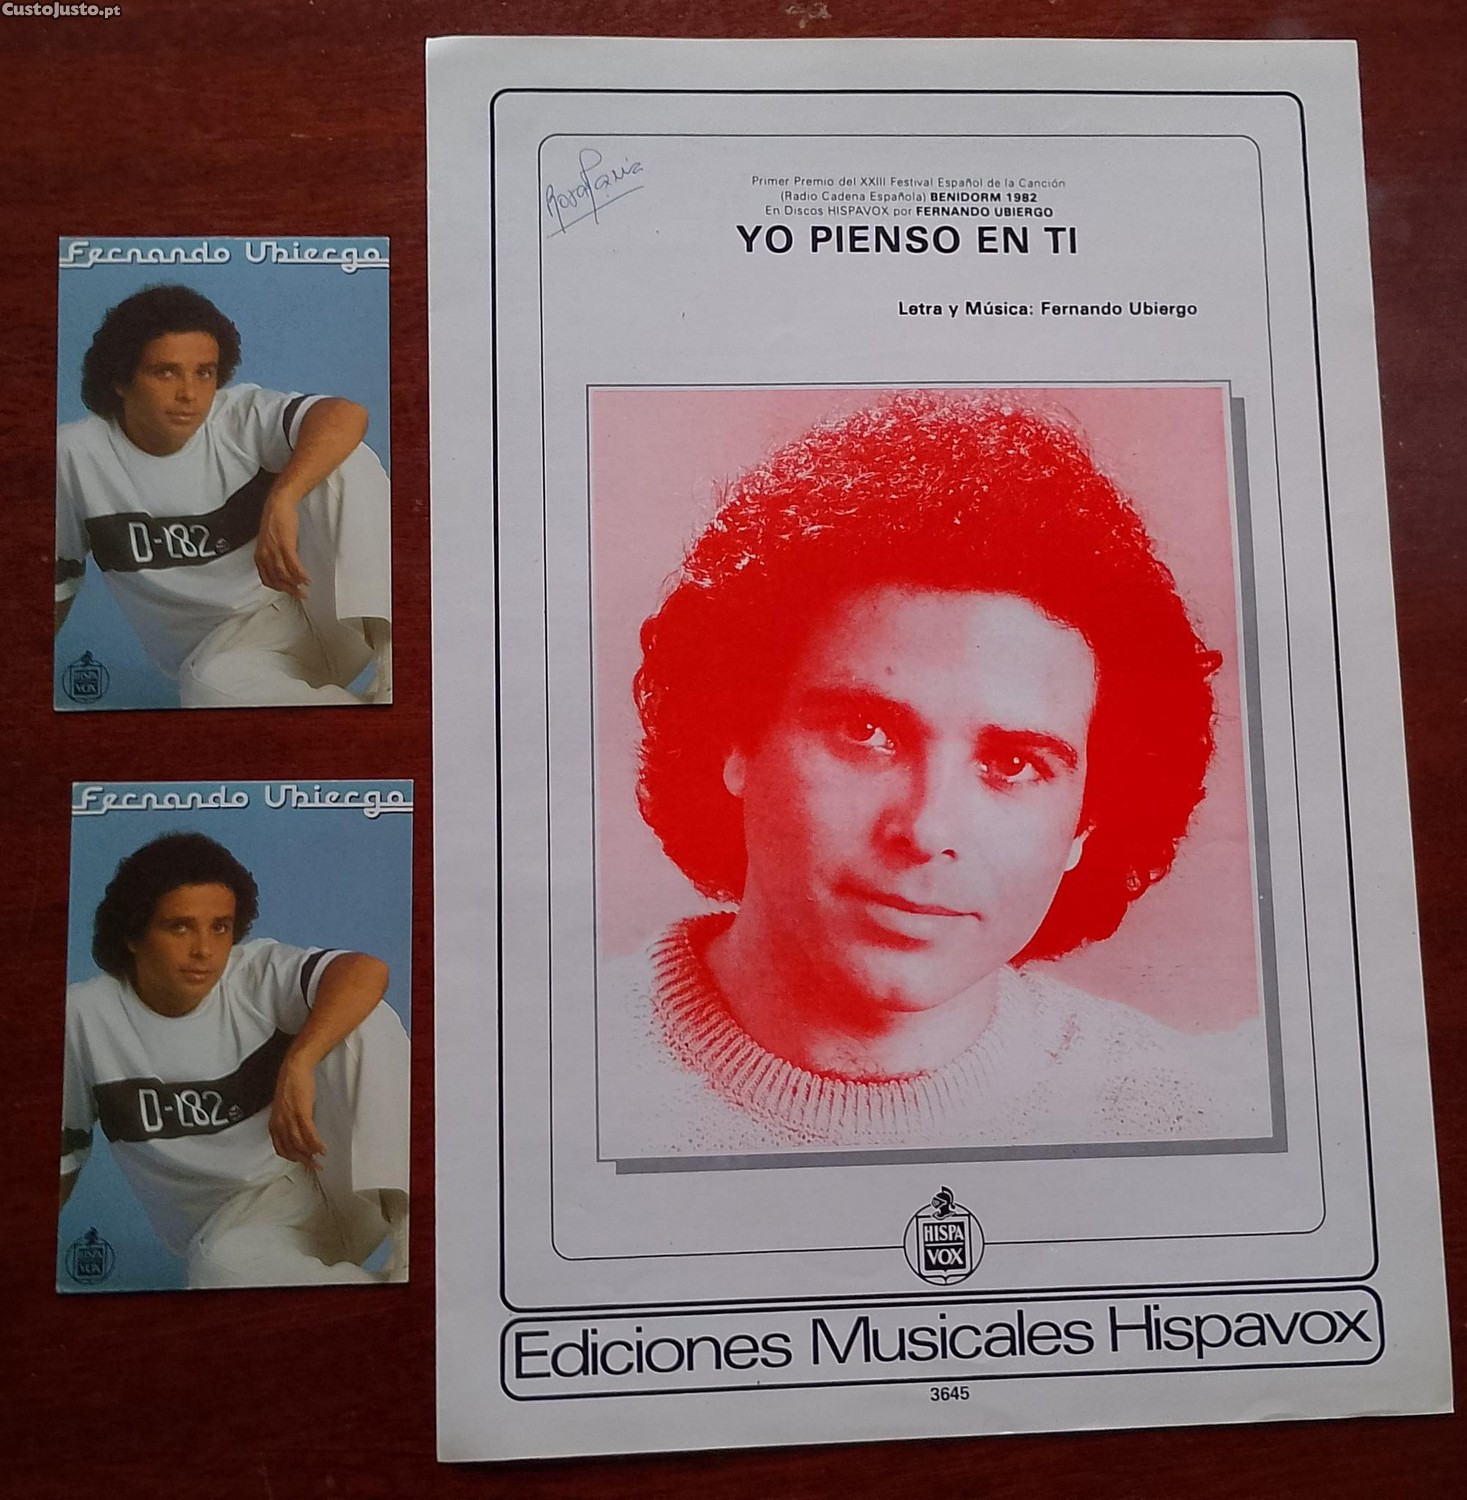 CustoJusto.pt
Fernando Ubiergo
D-182
HISPA
VOX
Fernando Ubiergo
D-182
HISPA
VOX
Primer Premio del XXIII Festival Español de la Canción
(Radio Cadena Española) BENIDORM 1982
En Discos HISPAVOX por FERNANDO UBIERGO
YO PIENSO EN TI
Letra y Música: Fernando Ubiergo
HISPA
VOX
Ediciones Musicales Hispavox
3645